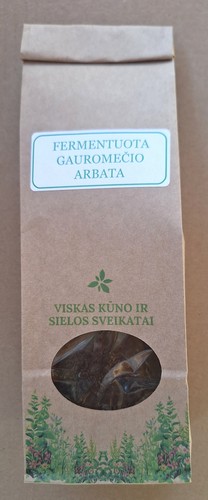 FERMENTUOTA
GAUROMEČIO
ARBATA
VISKAS KŪNO IR
SIELOS SVEIKATAI